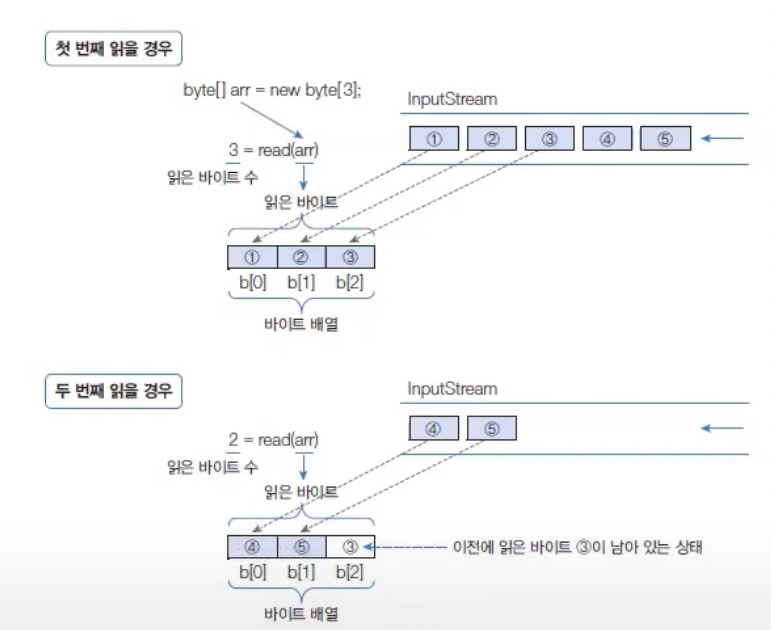 첫 번째 읽을 경우
byte[] arr = new byte[3];
InputStream
① ② ③ ④ ⑤
3 = read(arr)
읽은 바이트 수
읽은 바이트
① ② ③
b[0] b[1] b[2]
바이트 배열
두 번째 읽을 경우
InputStream
④ ⑤
2 = read(arr)
읽은 바이트 수
읽은 바이트
④ ⑤ ③
이전에 읽은 바이트 ③이 남아 있는 상태
b[0] b[1] b[2]
바이트 배열